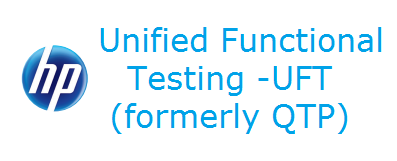 hp
Unified Functional
Testing -UFT
(formerly QTP)